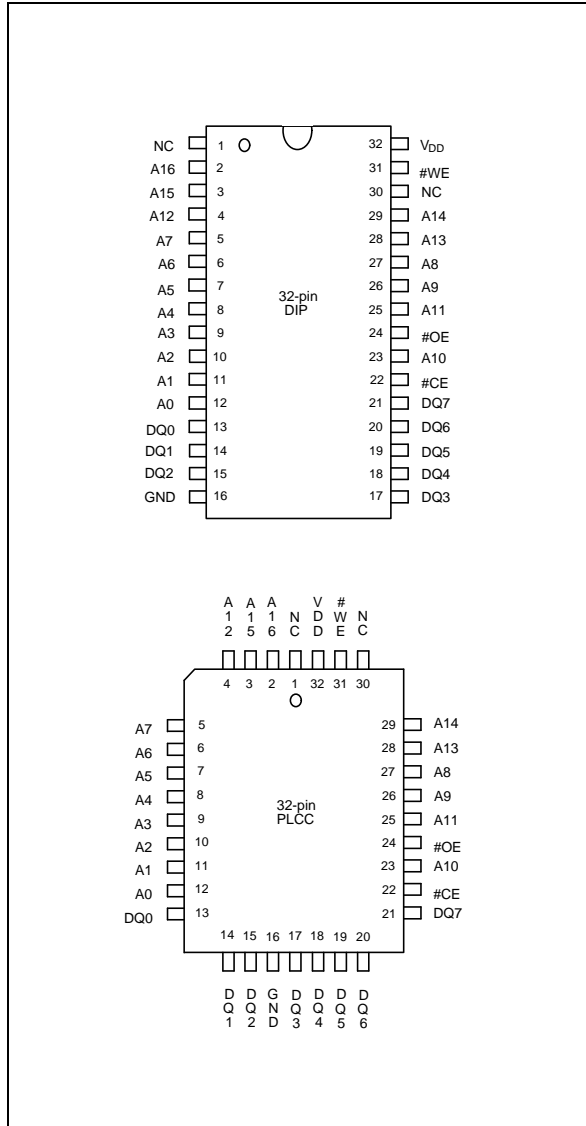 NC 1 32 VDD
A16 2 31 #WE
A15 3 30 NC
A12 4 29 A14
A7 5 28 A13
A6 6 27 A8
A5 7 26 A9
A4 8 25 A11
A3 9 24 #OE
A2 10 23 A10
A1 11 22 #CE
A0 12 21 DQ7
DQ0 13 20 DQ6
DQ1 14 19 DQ5
DQ2 15 18 DQ4
GND 16 17 DQ3
32-pin
DIP
A12 A15 A16 NC VDD #WE NC
4 3 2 1 32 31 30
A7 5 29 A14
A6 6 28 A13
A5 7 27 A8
A4 8 26 A9
A3 9 25 A11
A2 10 24 #OE
A1 11 23 A10
A0 12 22 #CE
DQ0 13 21 DQ7
32-pin
PLCC
14 15 16 17 18 19 20
DQ1 DQ2 GND DQ3 DQ4 DQ5 DQ6